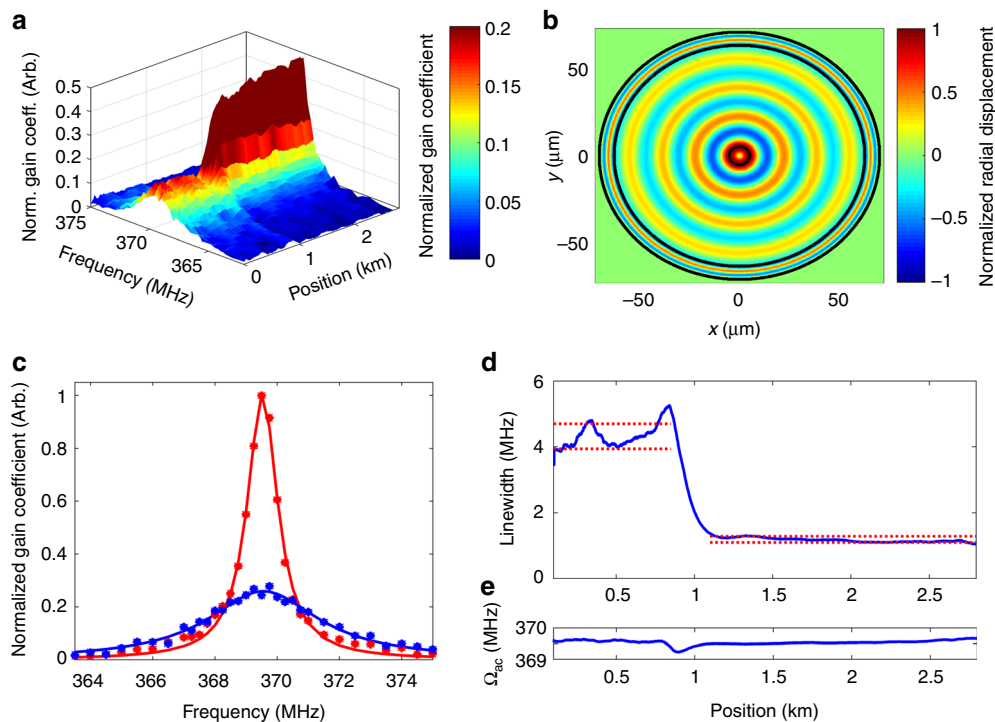 a
Norm. gain coeff. (Arb.)
0.5
0.4
0.3
0.2
0.1
0
375
370
365
Frequency (MHz)
0
1
2
Position (km)
0.2
0.15
0.1
0.05
0
Normalized gain coefficient
b
y (μm)
50
0
−50
−50 0 50
x (μm)
1
0.5
0
−0.5
−1
Normalized radial displacement
c
Normalized gain coefficient (Arb.)
1
0.8
0.6
0.4
0.2
0
364 366 368 370 372 374
Frequency (MHz)
d
Linewidth (MHz)
6
4
2
0
0.5 1 1.5 2 2.5
e
Ωac (MHz)
370
369
0.5 1 1.5 2 2.5
Position (km)